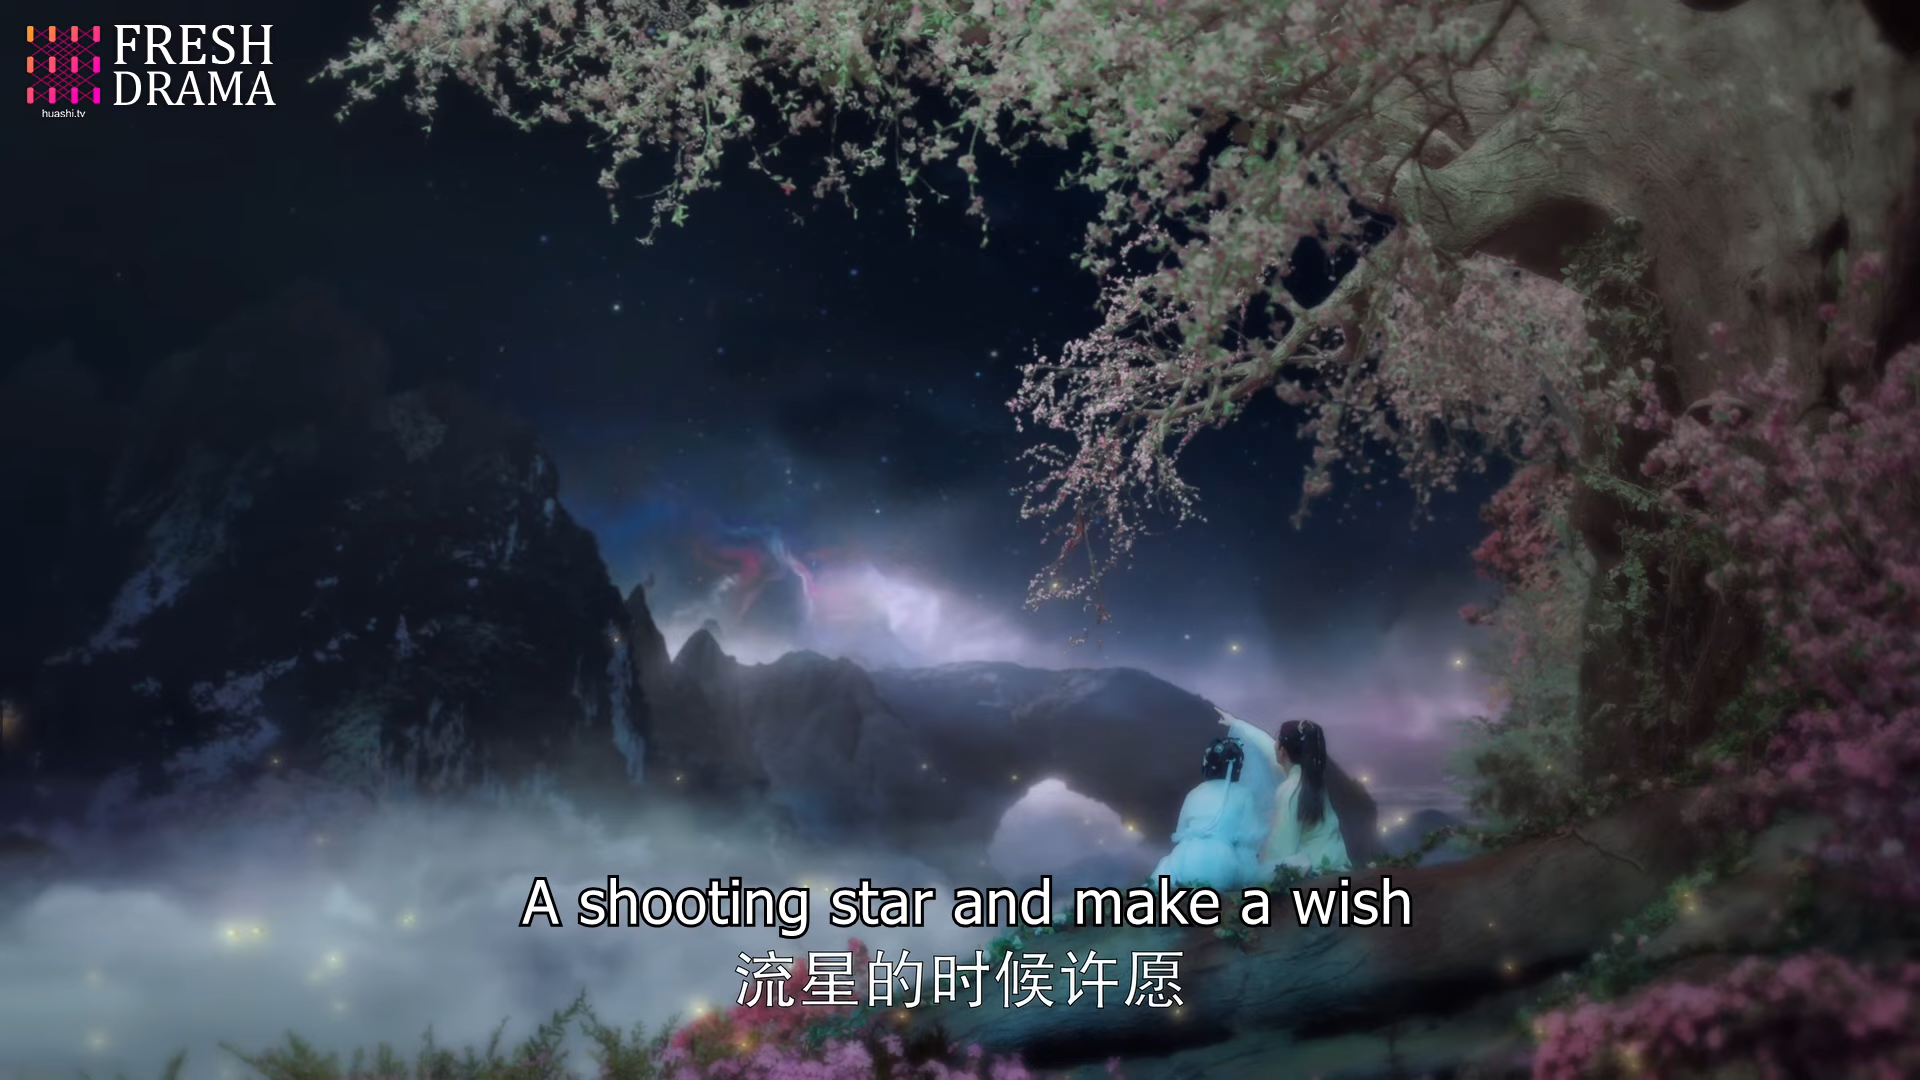 FRESH
DRAMA
huashi.tv
A shooting star and make a wish
流星的时候许愿